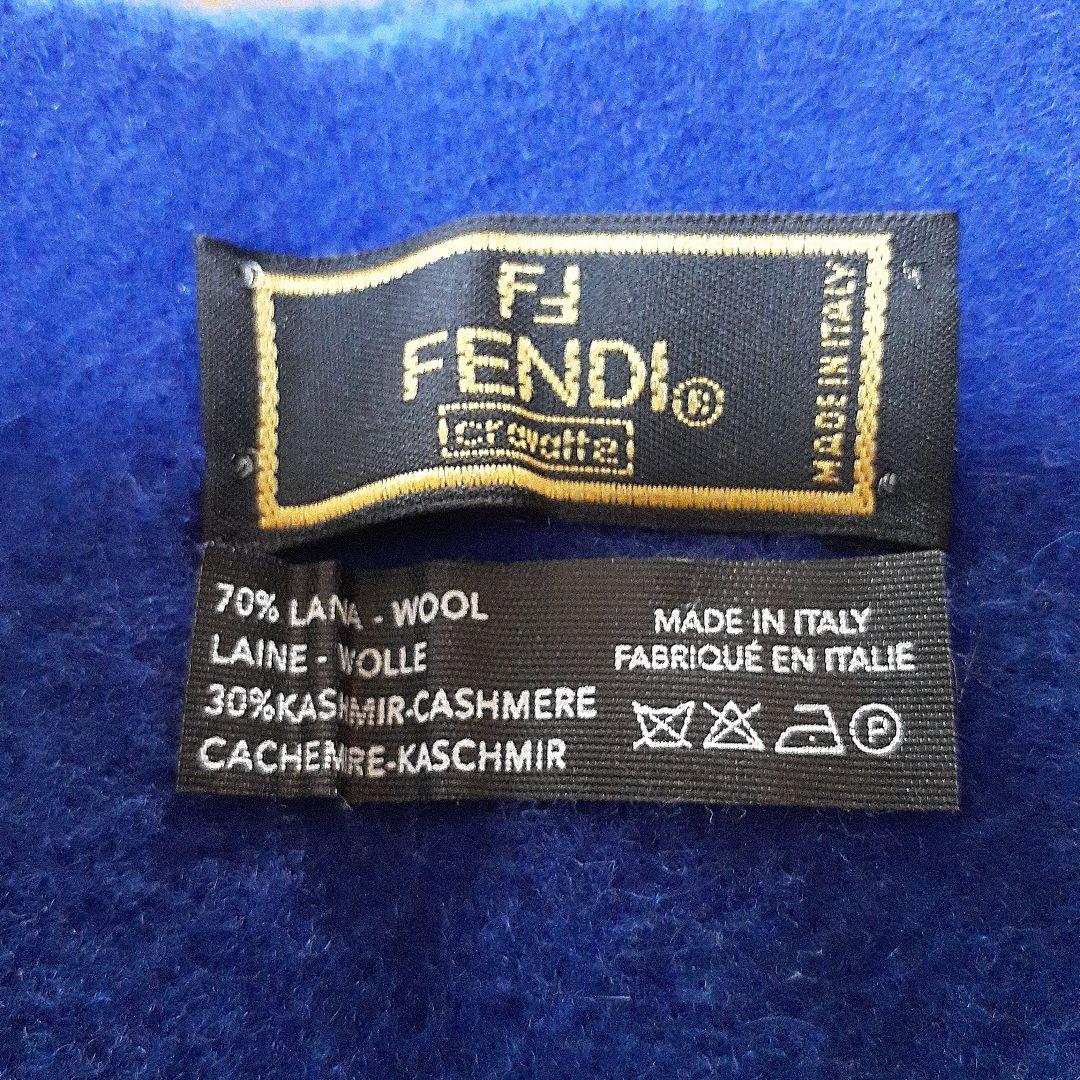 FF
FENDI®
cravatte
MADE IN ITALY
70% LANA - WOOL
LAINE - WOLLE
30%KASHMIR-CASHMERE
CACHEMIRE-KASCHMIR
MADE IN ITALY
FABRIQUÉ EN ITALIE
P